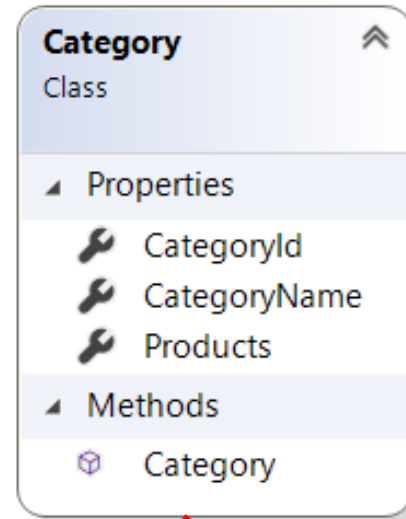 Category
Class
Properties
CategoryId
CategoryName
Products
Methods
Category